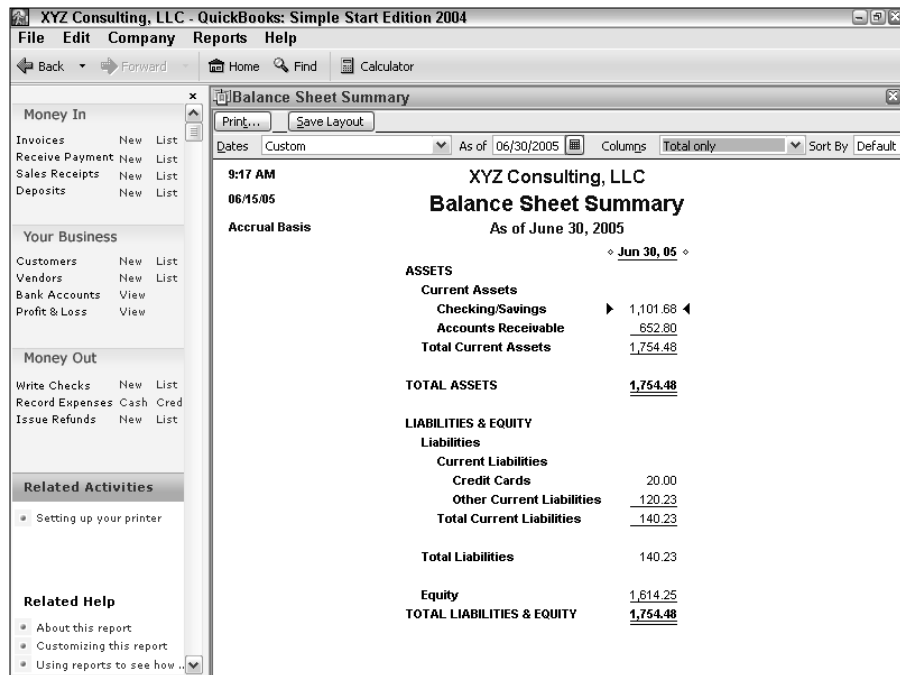 XYZ Consulting, LLC - QuickBooks: Simple Start Edition 2004
File Edit Company Reports Help
Back Forward Home Find Calculator
Money In
Invoices New List
Receive Payment New List
Sales Receipts New List
Deposits New List
Your Business
Customers New List
Vendors New List
Bank Accounts View
Profit & Loss View
Money Out
Write Checks New List
Record Expenses Cash Cred
Issue Refunds New List
Related Activities
Setting up your printer
Related Help
About this report
Customizing this report
Using reports to see how ..
Balance Sheet Summary
Print... Save Layout
Dates Custom As of 06/30/2005 Columns Total only Sort By Default
9:17 AM XYZ Consulting, LLC
06/15/05 Balance Sheet Summary
Accrual Basis As of June 30, 2005
Jun 30, 05
ASSETS
Current Assets
Checking/Savings 1,101.68
Accounts Receivable 652.80
Total Current Assets 1,754.48
TOTAL ASSETS 1,754.48
LIABILITIES & EQUITY
Liabilities
Current Liabilities
Credit Cards 20.00
Other Current Liabilities 120.23
Total Current Liabilities 140.23
Total Liabilities 140.23
Equity 1,614.25
TOTAL LIABILITIES & EQUITY 1,754.48